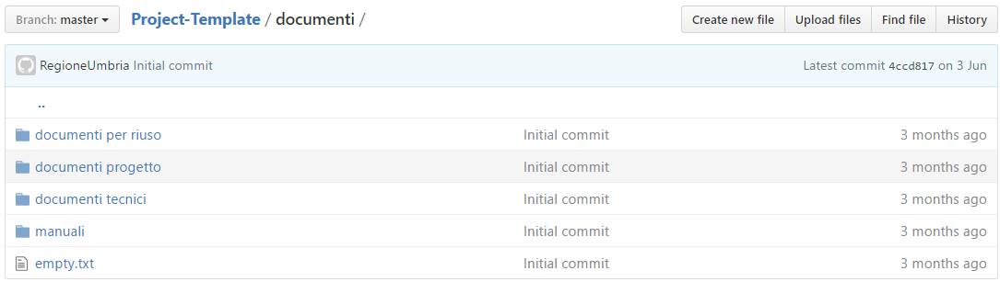 Branch: master Project-Template / documenti / Create new file Upload files Find file History
RegioneUmbria Initial commit Latest commit 4ccd817 on 3 Jun
..
documenti per riuso Initial commit 3 months ago
documenti progetto Initial commit 3 months ago
documenti tecnici Initial commit 3 months ago
manuali Initial commit 3 months ago
empty.txt Initial commit 3 months ago